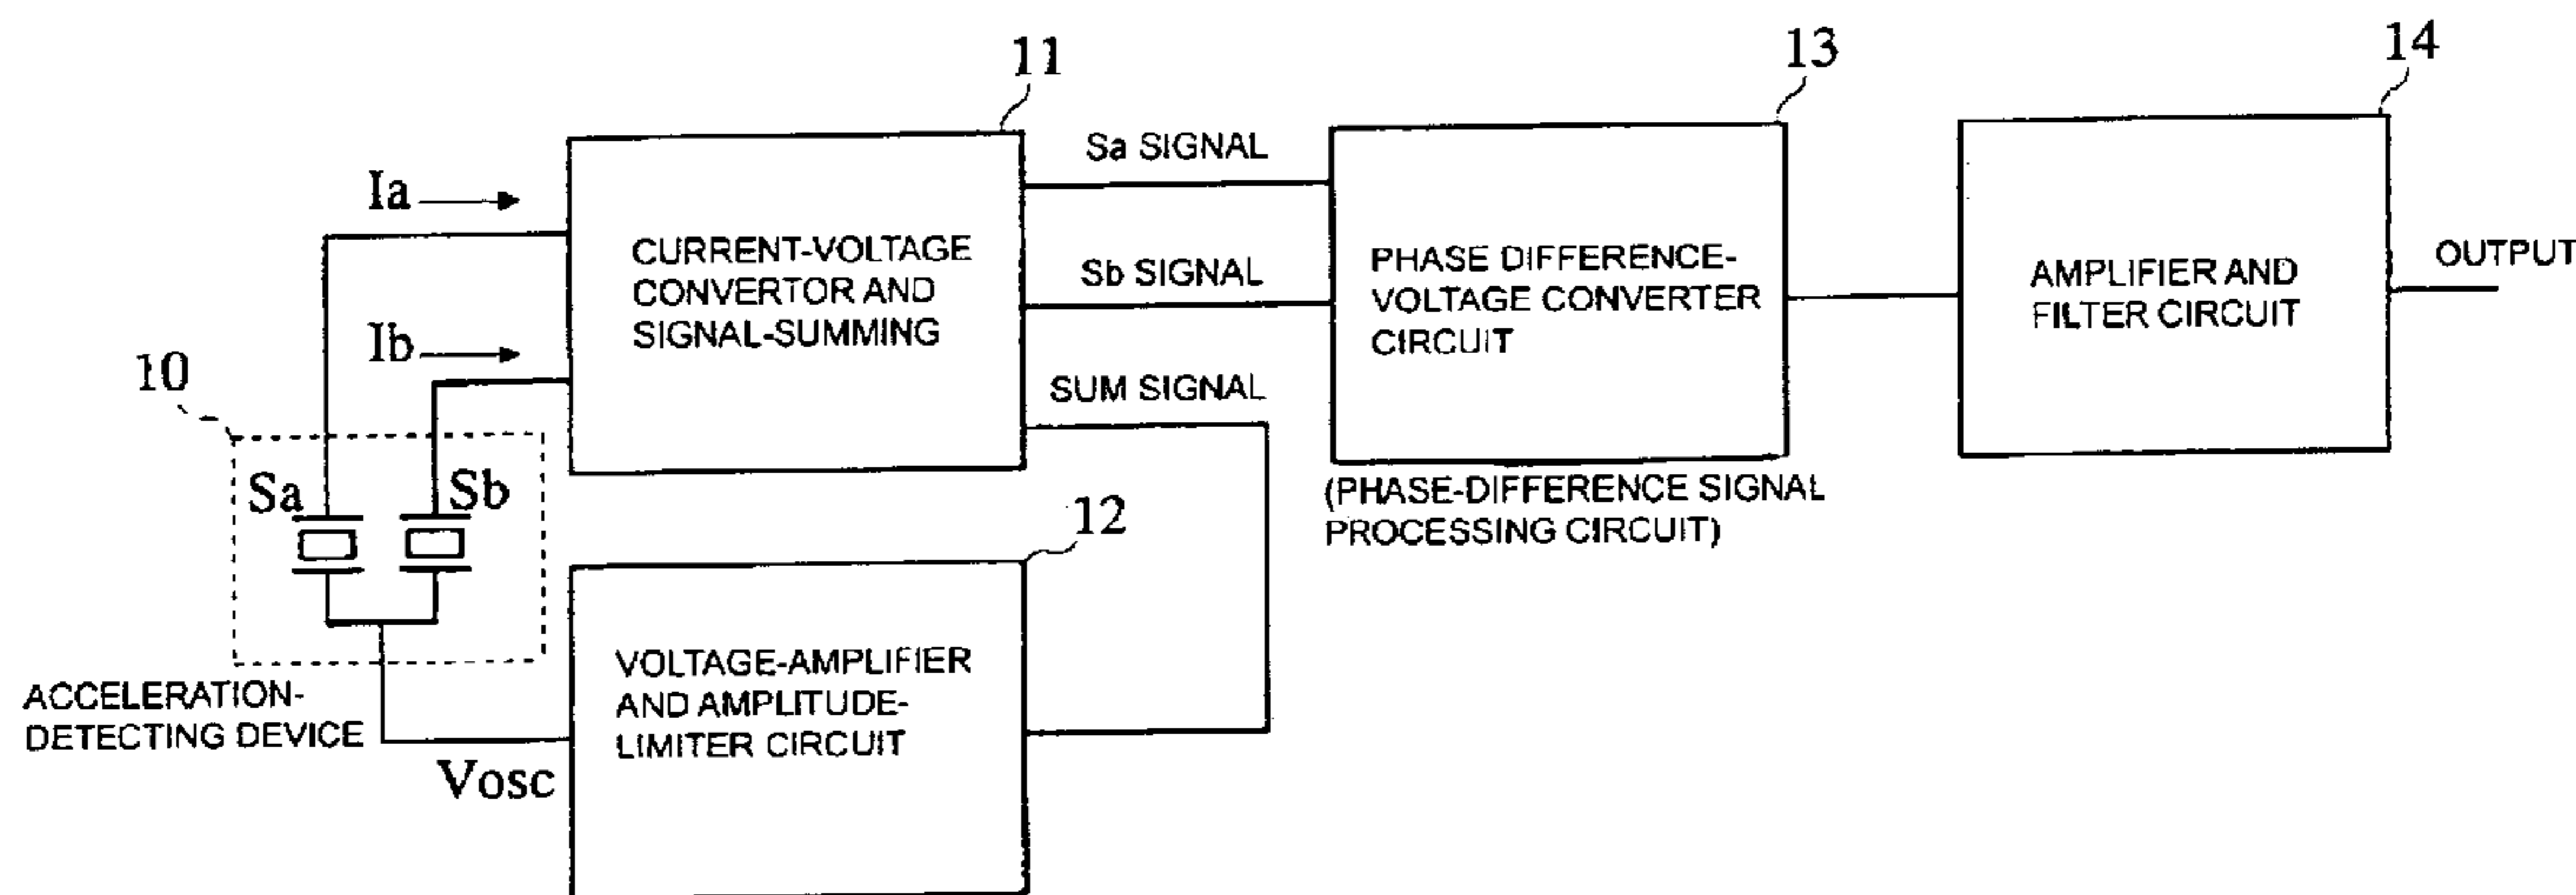 11
13
14
Sa SIGNAL
Ia
CURRENT-VOLTAGE
CONVERTOR AND
SIGNAL-SUMMING
Sb SIGNAL
PHASE DIFFERENCE-
VOLTAGE CONVERTER
CIRCUIT
AMPLIFIER AND
FILTER CIRCUIT
OUTPUT
Ib
10
SUM SIGNAL
Sa
Sb
(PHASE-DIFFERENCE SIGNAL
PROCESSING CIRCUIT)
12
ACCELERATION-
DETECTING DEVICE
VOLTAGE-AMPLIFIER
AND AMPLITUDE-
LIMITER CIRCUIT
Vosc